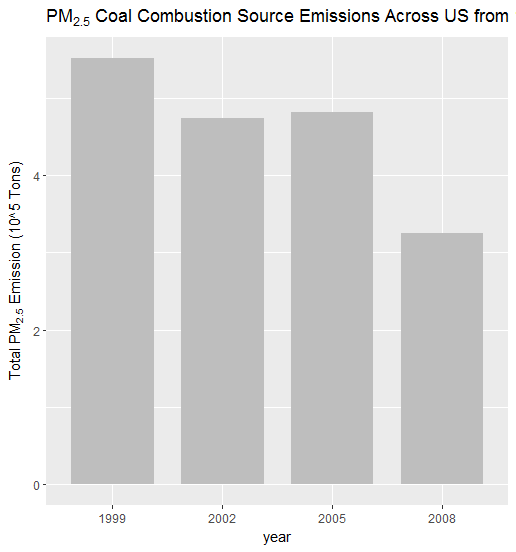 PM2.5 Coal Combustion Source Emissions Across US from
Total PM2.5 Emission (10^5 Tons)
4
2
0
1999 2002 2005 2008
year